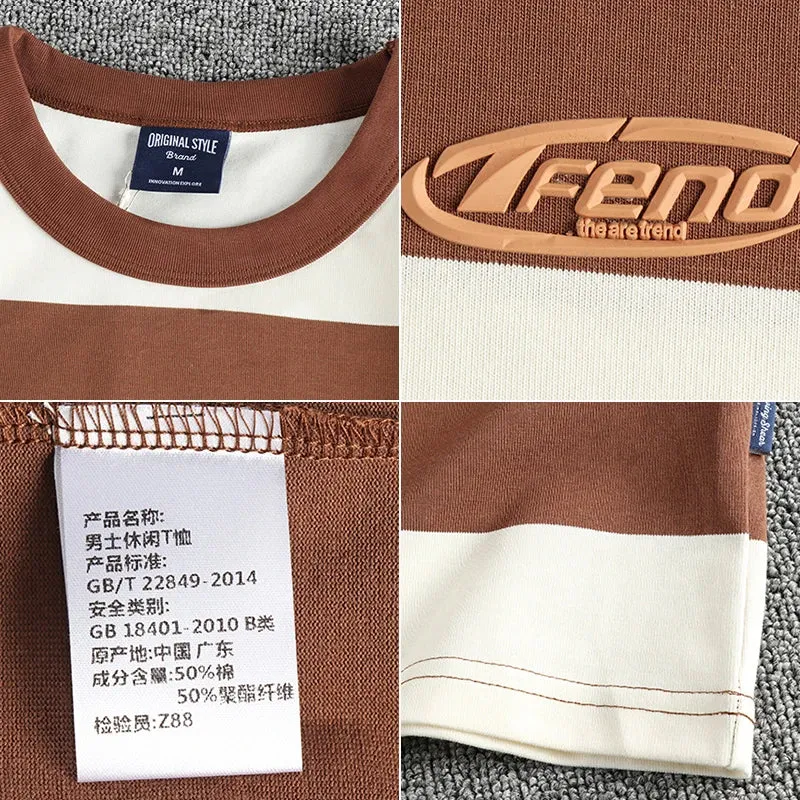 ORIGINAL STYLE
Brand
M
INNOVATION EXPLORE
Tfend
the are trend
产品名称:
男士休闲T恤
产品标准:
GB/T 22849-2014
安全类别:
GB 18401-2010 B类
原产地:中国 广东
成分含量:50%棉
50%聚酯纤维
检验员:Z88